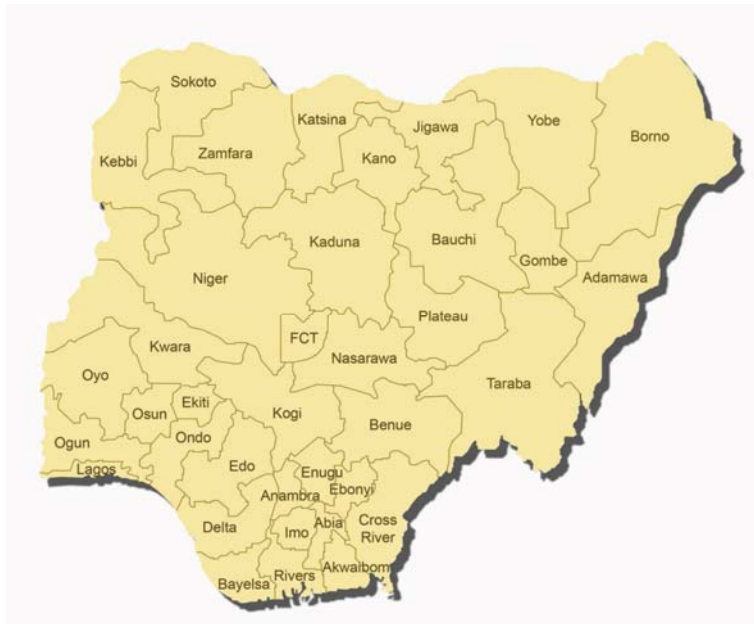 Sokoto
Katsina
Jigawa
Yobe
Borno
Kebbi
Zamfara
Kano
Kaduna
Bauchi
Gombe
Adamawa
Niger
Plateau
FCT
Kwara
Nasarawa
Oyo
Taraba
Osun
Ekiti
Kogi
Benue
Ogun
Ondo
Lagos
Edo
Enugu
Ebonyi
Anambra
Delta
Imo
Abia
Cross
River
Akwaibom
Bayelsa
Rivers